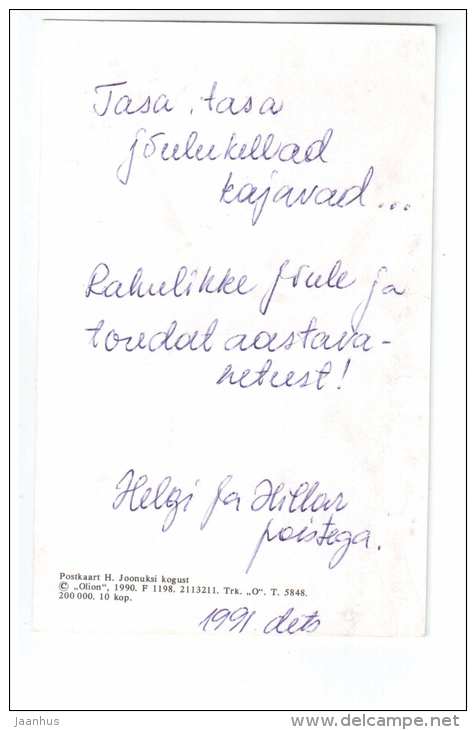 Tasa, tasa
jõulukellad
kajavad...
Rahulikke jõule ja
toredat aastava-
hetust!
Helgi ja Hillar
poistega.
Postkaart H. Joonuksi kogust
© „Olion", 1990. F 1198. 2113211. Trk. „O". T. 5848.
200 000. 10 kop.
1991. dets
jaanhus
www.delcampe.net